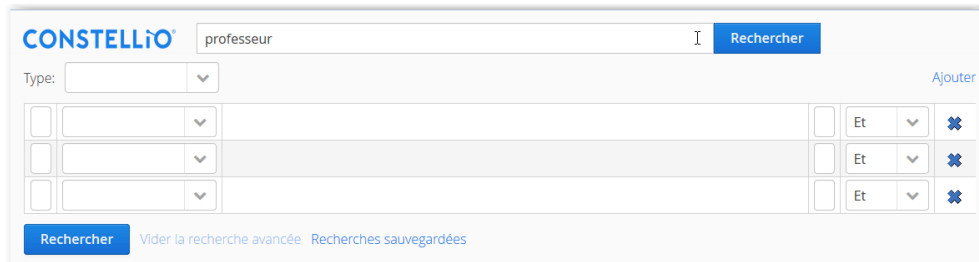 CONSTELLiO professeur Rechercher
Type: Ajouter
Et
Et
Et
Rechercher Vider la recherche avancée Recherches sauvegardées